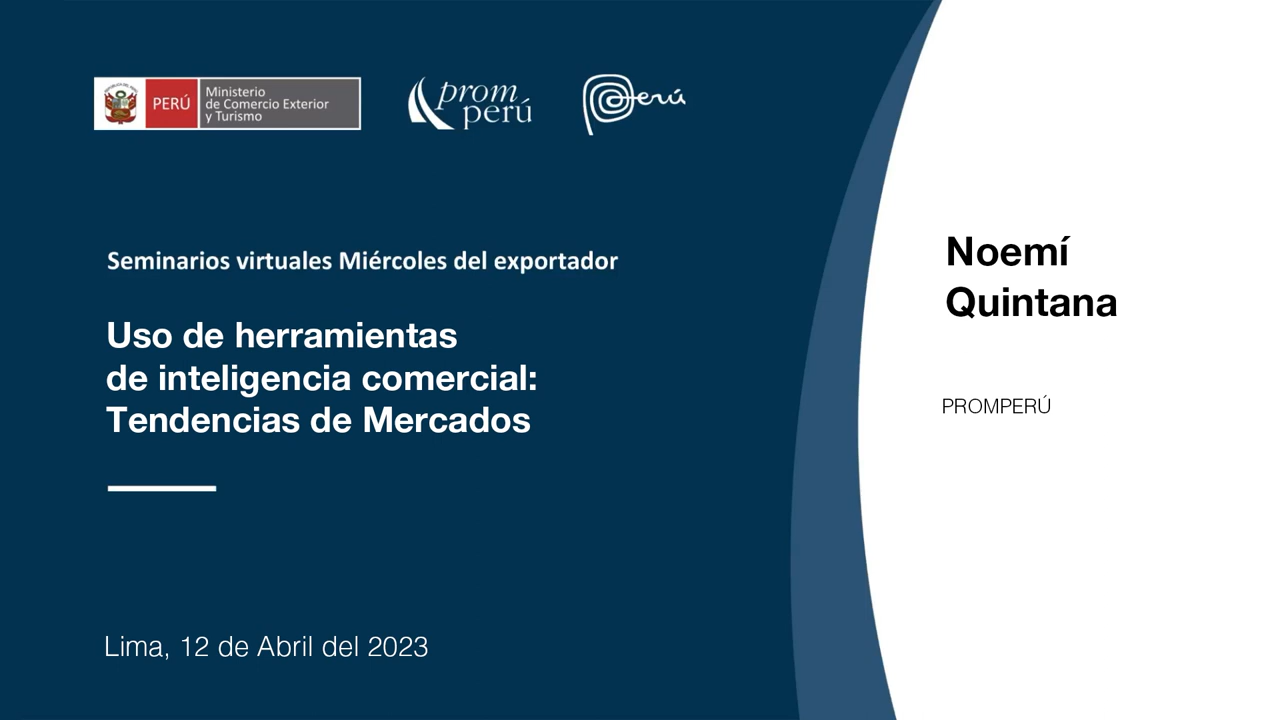 PERÚ
Ministerio
de Comercio Exterior
y Turismo
prom
perú
Perú
Seminarios virtuales Miércoles del exportador
Uso de herramientas
de inteligencia comercial:
Tendencias de Mercados
Lima, 12 de Abril del 2023
Noemí
Quintana
PROMPERÚ